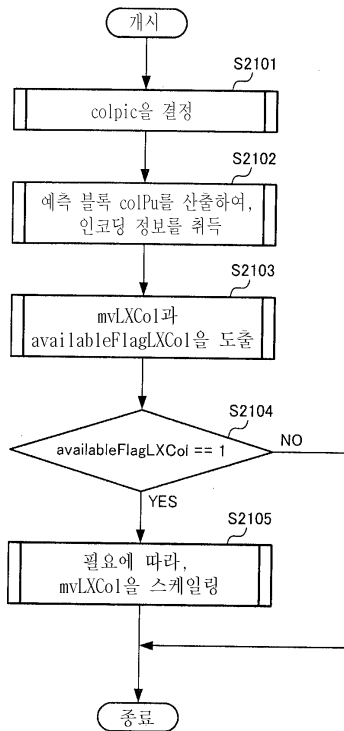 개시
S2101
colpic을 결정
S2102
예측 블록 colPu를 산출하여,
인코딩 정보를 취득
S2103
mvLXCol과
availableFlagLXCol을 도출
S2104
availableFlagLXCol == 1
NO
YES
S2105
필요에 따라,
mvLXCol을 스케일링
종료